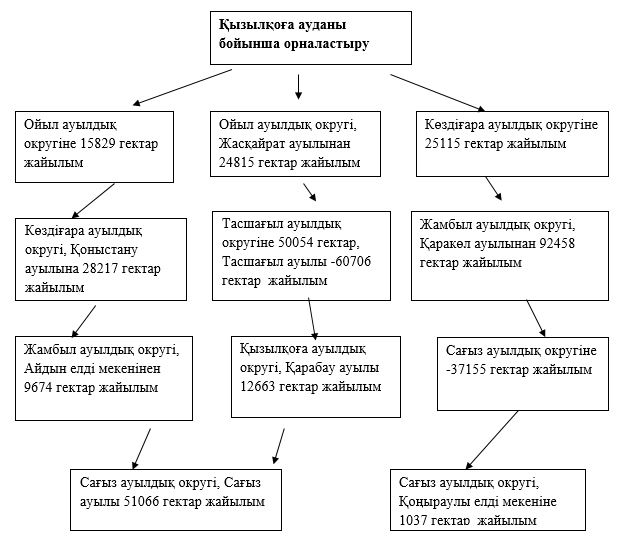 Қызылқоға ауданы
бойынша орналастыру
Ойыл ауылдық
округіне 15829 гектар
жайылым
Ойыл ауылдық округі,
Жасқайрат ауылынан
24815 гектар жайылым
Көздіғара ауылдық округіне
25115 гектар жайылым
Көздіғара ауылдық
округі, Қоныстану
ауылына 28217 гектар
жайылым
Тасшағыл ауылдық
округіне 50054 гектар,
Тасшағыл ауылы -60706
гектар жайылым
Жамбыл ауылдық округі,
Қаракөл ауылынан 92458
гектар жайылым
Жамбыл ауылдық округі,
Айдын елді мекенінен
9674 гектар жайылым
Қызылқоға ауылдық
округі, Қарабау ауылы
12663 гектар жайылым
Сағыз ауылдық округіне
-37155 гектар жайылым
Сағыз ауылдық округі, Сағыз
ауылы 51066 гектар жайылым
Сағыз ауылдық округі,
Қоңыраулы елді мекеніне
1037 гектар жайылым